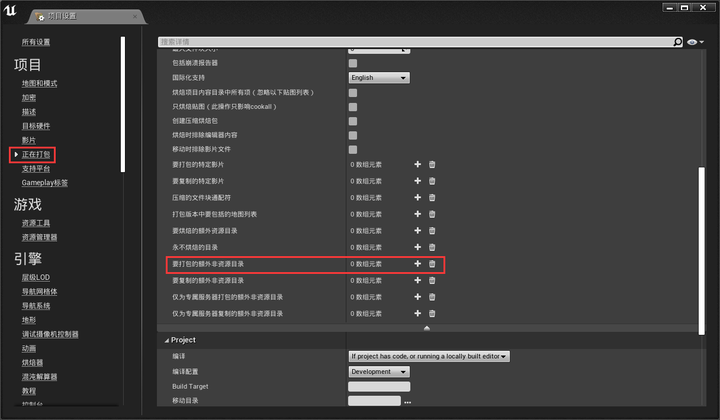 项目设置
所有设置
项目
地图和模式
加密
描述
目标硬件
影片
正在打包
支持平台
Gameplay标签
游戏
资源工具
资源管理器
引擎
层级LOD
导航网格体
导航系统
地形
调试摄像机控制器
动画
烘焙器
混沌解算器
教程
控制台
搜索详情
最大文件块大小
包括崩溃报告器
国际化支持 English
烘焙项目内容目录中所有项（忽略以下贴图列表）
只烘焙贴图（此操作只影响cookall）
创建压缩烘焙包
烘焙时排除编辑器内容
移动时排除影片文件
要打包的特定影片 0 数组元素
要复制的特定影片 0 数组元素
压缩的文件块通配符 0 数组元素
打包版本中要包括的地图列表 0 数组元素
要烘焙的额外资源目录 0 数组元素
永不烘焙的目录 0 数组元素
要打包的额外非资源目录 0 数组元素
要复制的额外非资源目录 0 数组元素
仅为专属服务器打包的额外非资源目录 0 数组元素
仅为专属服务器复制的额外非资源目录 0 数组元素
Project
编译 If project has code, or running a locally built editor
编译配置 Development
Build Target
移动目录